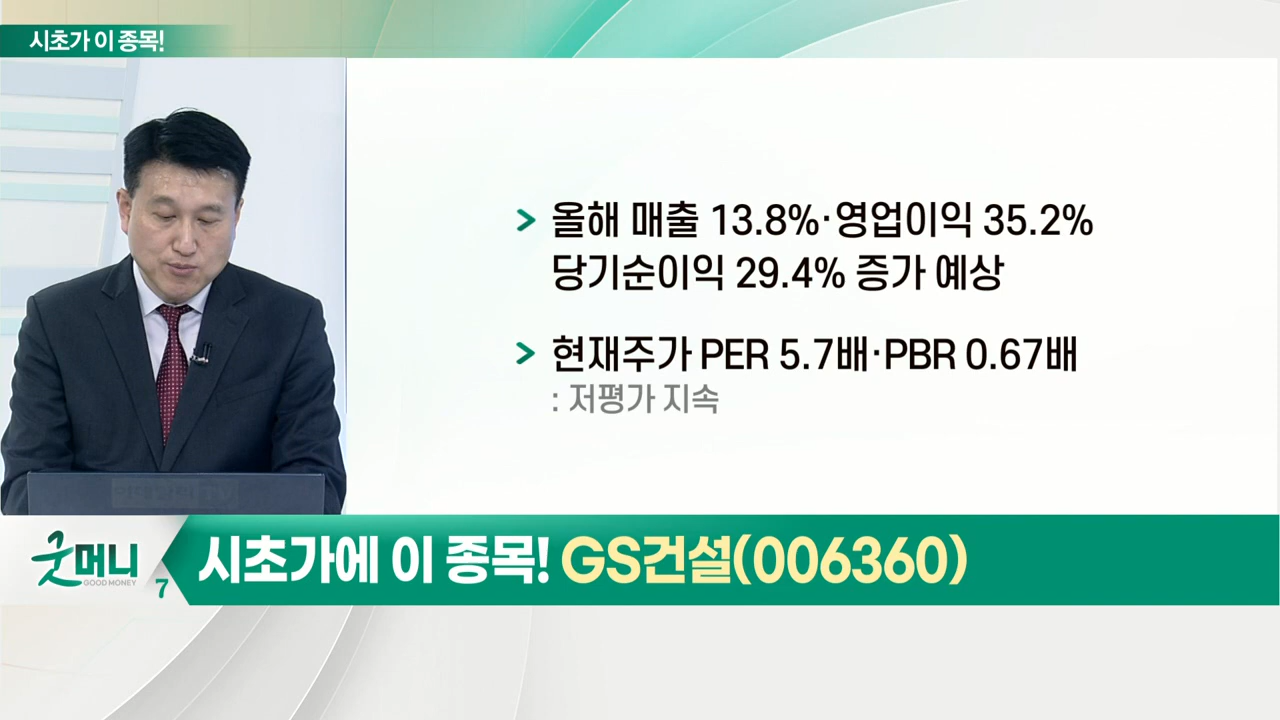 시초가 이 종목!
> 올해 매출 13.8%·영업이익 35.2%
당기순이익 29.4% 증가 예상
> 현재주가 PER 5.7배·PBR 0.67배
: 저평가 지속
굿머니
GOOD MONEY
7
시초가에 이 종목! GS건설(006360)